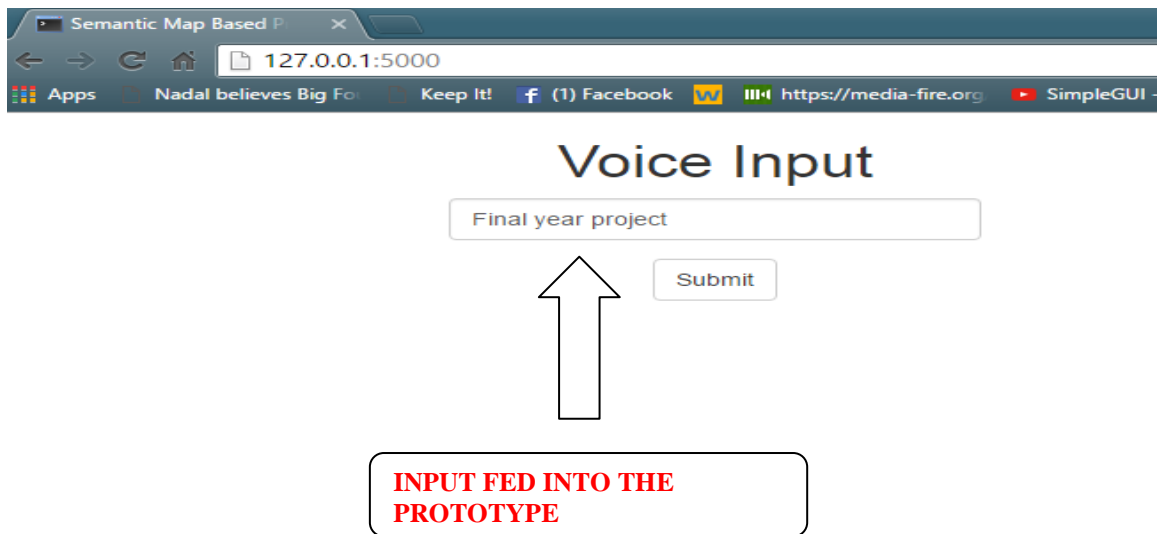 Semantic Map Based P
127.0.0.1:5000
Apps Nadal believes Big Fo Keep It! f (1) Facebook W https://media-fire.org SimpleGUI -
Voice Input
Final year project
Submit
INPUT FED INTO THE
PROTOTYPE